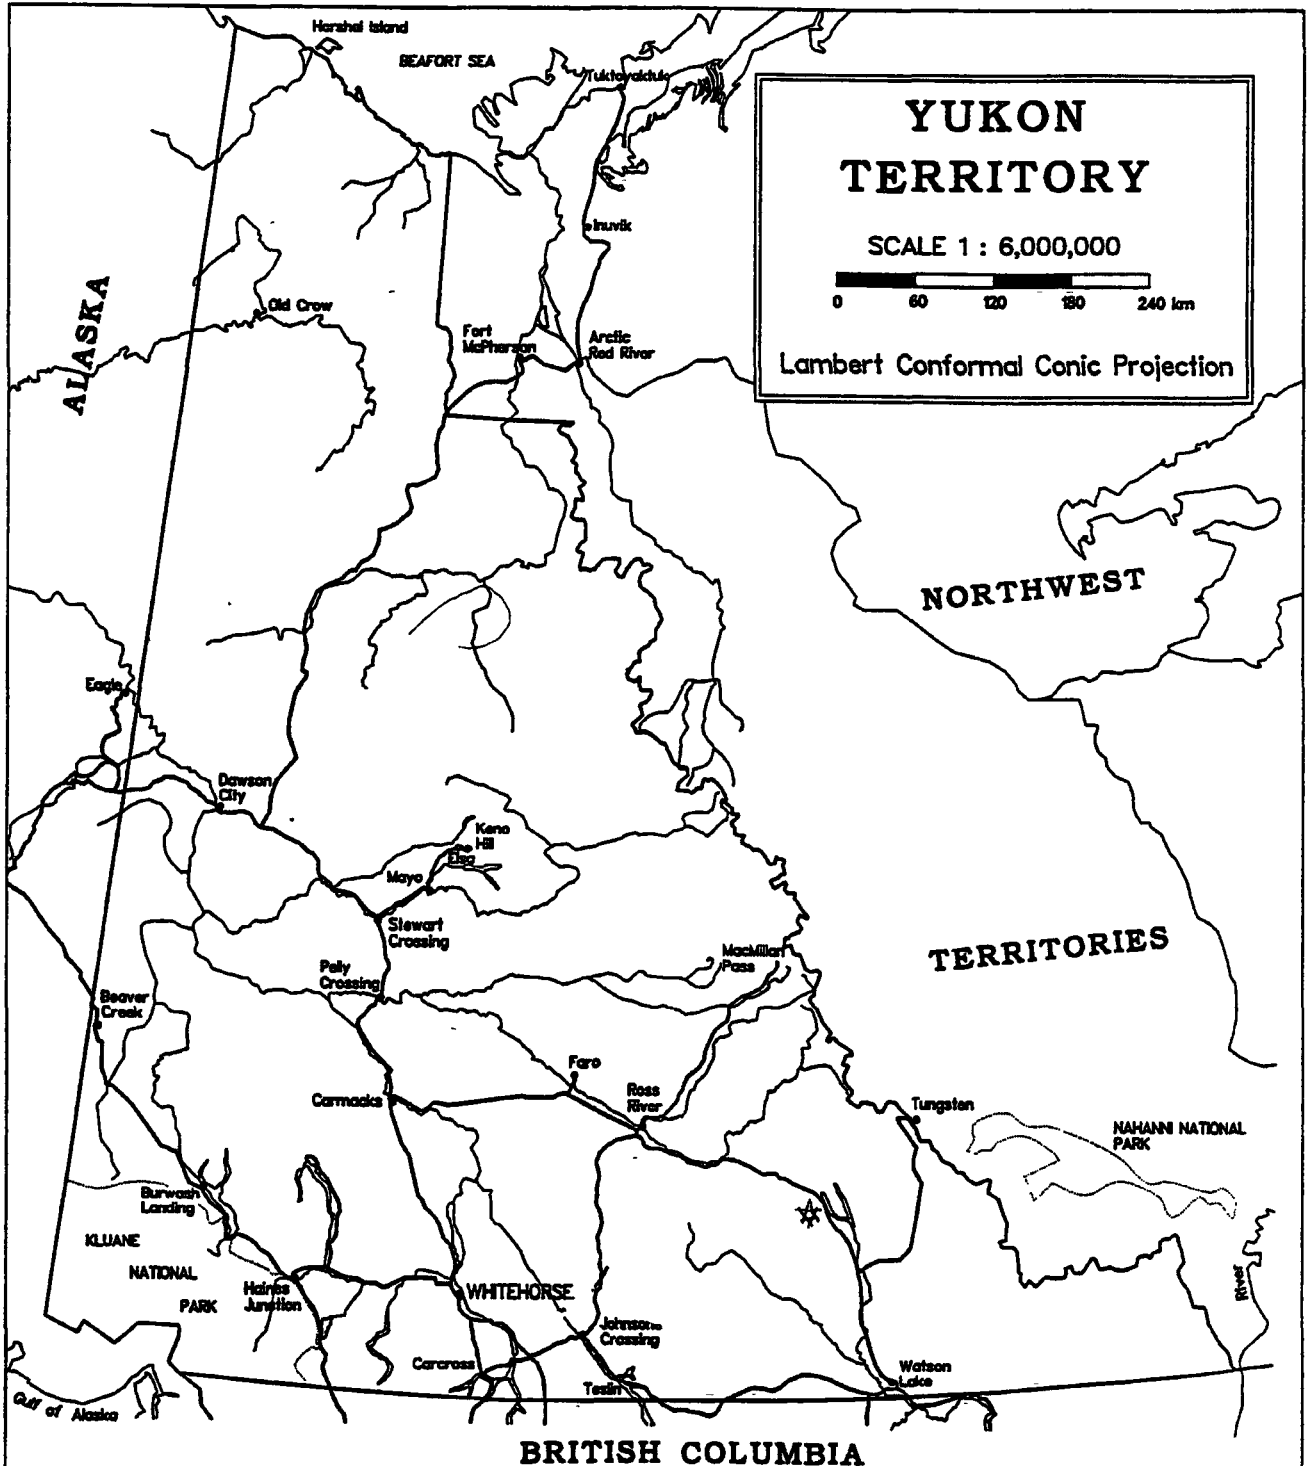 Hershal Island
BEAFORT SEA
Tuktoyaktuk
YUKON
TERRITORY
SCALE 1 : 6,000,000
0 60 120 180 240 km
Lambert Conformal Conic Projection
Inuvik
ALASKA
Old Crow
Fort
McPherson
Arctic
Red River
NORTHWEST
Eagle
Dawson
City
Keno
Hill
Elsa
Mayo
Stewart
Crossing
TERRITORIES
MacMillan
Pass
Pelly
Crossing
Beaver
Creek
Faro
Ross
River
Carmacks
Tungsten
NAHANNI NATIONAL
PARK
Burwash
Landing
KLUANE
NATIONAL
PARK
Haines
Junction
WHITEHORSE
River
Johnsons
Crossing
Carcross
Teslin
Watson
Lake
Gulf of Alaska
BRITISH COLUMBIA